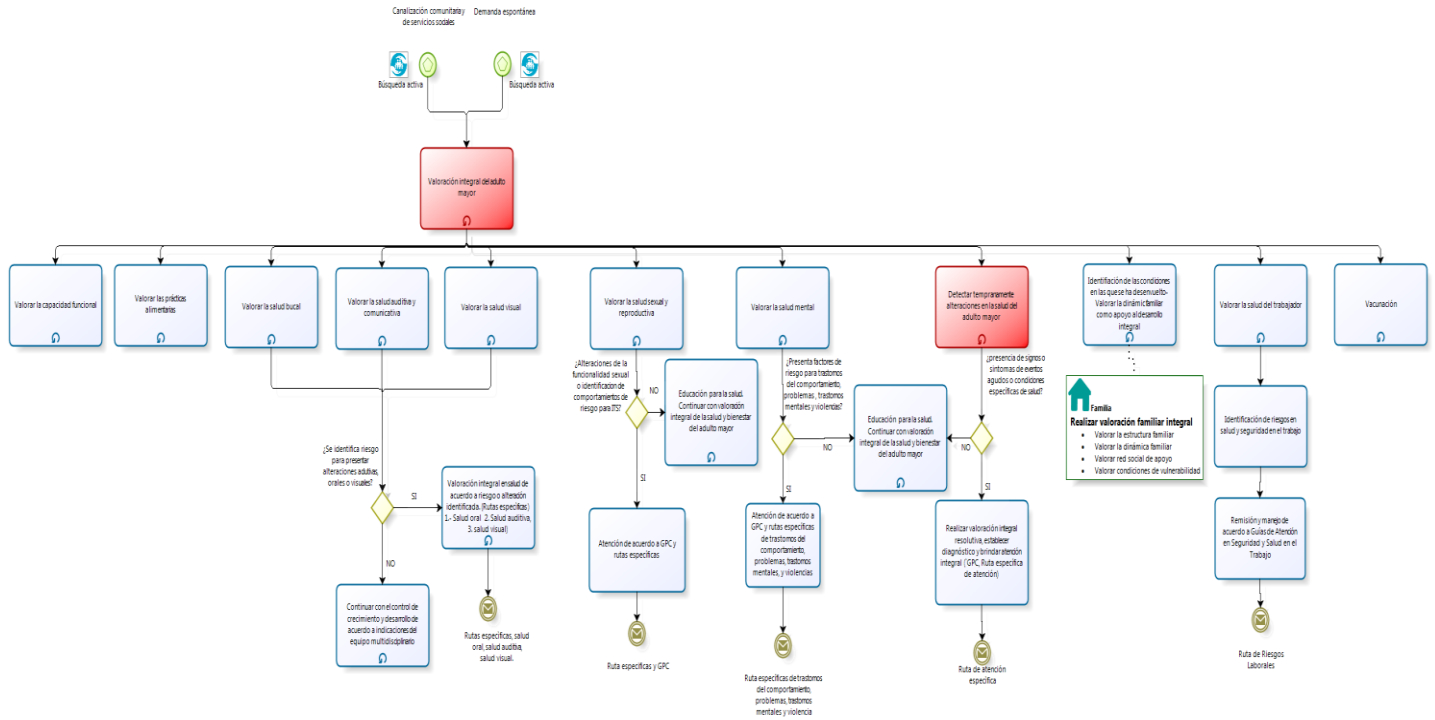 Canalización comunitaria y
de servicios sociales
Demanda espontánea
Búsqueda activa
Búsqueda activa
Valoración integral del adulto
mayor
Valorar la capacidad funcional
Valorar las prácticas
alimentarias
Valorar la salud bucal
Valorar la salud auditiva y
comunicativa
Valorar la salud visual
Valorar la salud sexual y
reproductiva
Valorar la salud mental
Detectar tempranamente
alteraciones en la salud del
adulto mayor
Identifiación de las condiciones
en las que se ha desenvuelto-
Valorar la dinámic familiar
como apoyo al desarrollo
integral
Valorar la salud del trabajador
Vacunación
¿Se identifica riesgo
para presentar
alteraciones adutivas,
orales o visuales?
SI
NO
Valoración integral en salud de
acuerdo a riesgo o alteración
identificada. (Rutas específicas)
1.- Salud oral 2. Salud auditiva,
3. salud visual)
Continuar con el control de
crecimiento y desarrollo de
acuerdo a indicaciones del
equipo multidisciplinario
Rutas especificas, salud
oral, salud auditiva,
salud visual.
¿Alteraciones de la
funcionalidad sexual
o identificacion de
comportamientos de
riesgo para ITS?
NO
SI
Educación para la salud.
Continuar con valoración
integral de la salud y bienestar
del adulto mayor
Atención de acuerdo a GPC y
rutas específicas
Ruta especificas y GPC
¿Presenta factores de
riesgo para trastornos
del comportamiento,
problemas , trastornos
mentales y violencias?
NO
SI
Educación para la salud.
Continuar con valoración
integral de la salud y bienestar
del adulto mayor
Atención de acuerdo a
GPC y rutas específicas
de trastornos del
comportamiento,
problemas, trastornos
mentales, y violencias
Ruta específicas de trastornos
del comportamiento,
problemas, trastornos
mentales y violencia
¿presencia de signos o
sintomas de eventos
agudos o condiciones
específicas de salud?
NO
SI
Realizar valoración integral
resolutiva, establecer
diagnóstico y brindar atención
integral (´GPC, Ruta especifica
de atención)
Ruta de atención
especifica
Familia
Realizar valoración familiar integral
• Valorar la estructura familiar
• Valorar la dinámica familiar
• Valorar red social de apoyo
• Valorar condiciones de vulnerabilidad
Identificación de riesgos en
salud y seguridad en el trabajo
Remisión y manejo de
acuerdo a Guías de Atención
en Seguridad y Salud en el
Trabajo
Ruta de Riesgos
Laborales